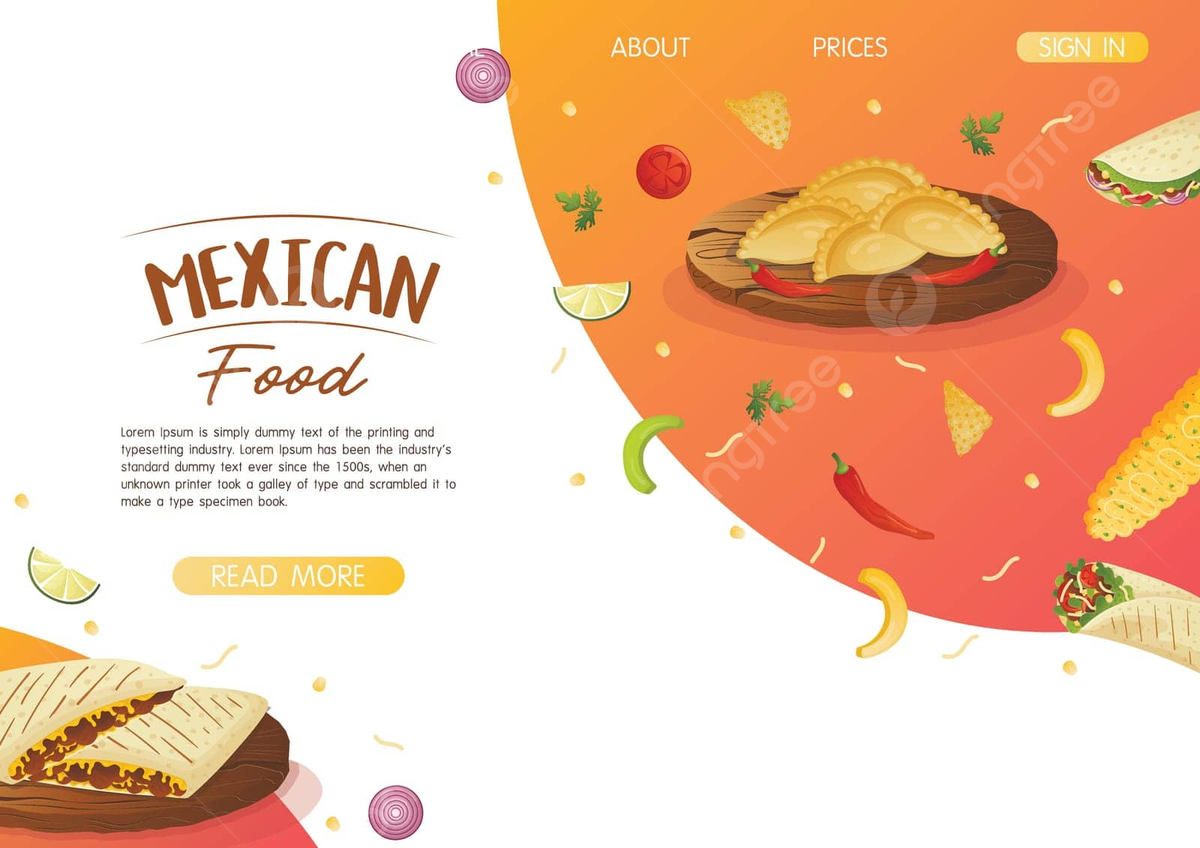 ABOUT
PRICES
SIGN IN
MEXICAN
Food
Lorem Ipsum is simply dummy text of the printing and
typesetting industry. Lorem Ipsum has been the industry's
standard dummy text ever since the 1500s, when an
unknown printer took a galley of type and scrambled it to
make a type specimen book.
READ MORE
pngtree
pngtree